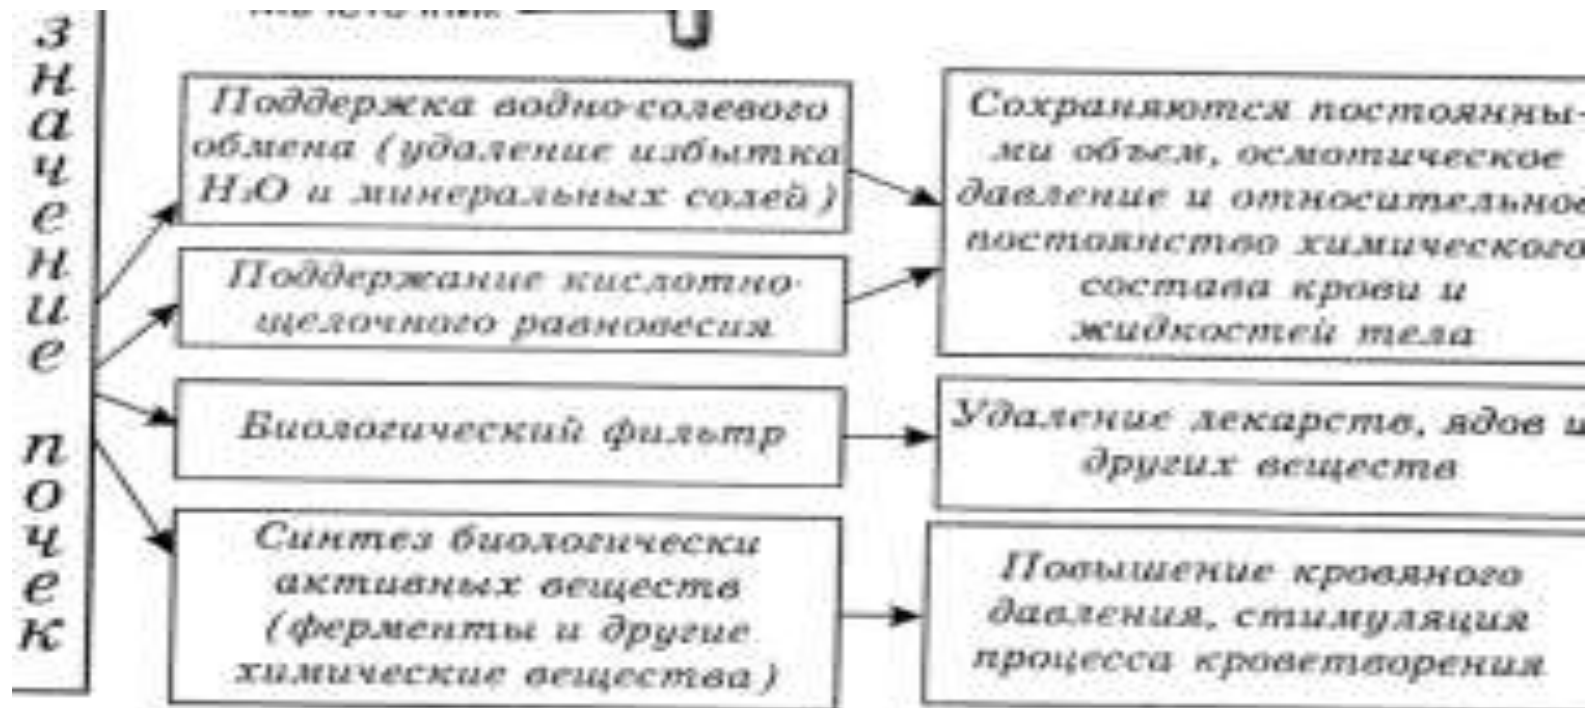 значение почек
Поддержка водно-солевого
обмена (удаление избытка
H₂O и минеральных солей)
Сохраняются постоянны-
ми объем, осмотическое
давление и относительное
постоянство химического
состава крови и
жидкостей тела
Поддержание кислотно-
щелочного равновесия
Биологический фильтр
Удаление лекарств, ядов и
других веществ
Синтез биологически
активных веществ
(ферменты и другие
химические вещества)
Повышение кровяного
давления, стимуляция
процесса кроветворения